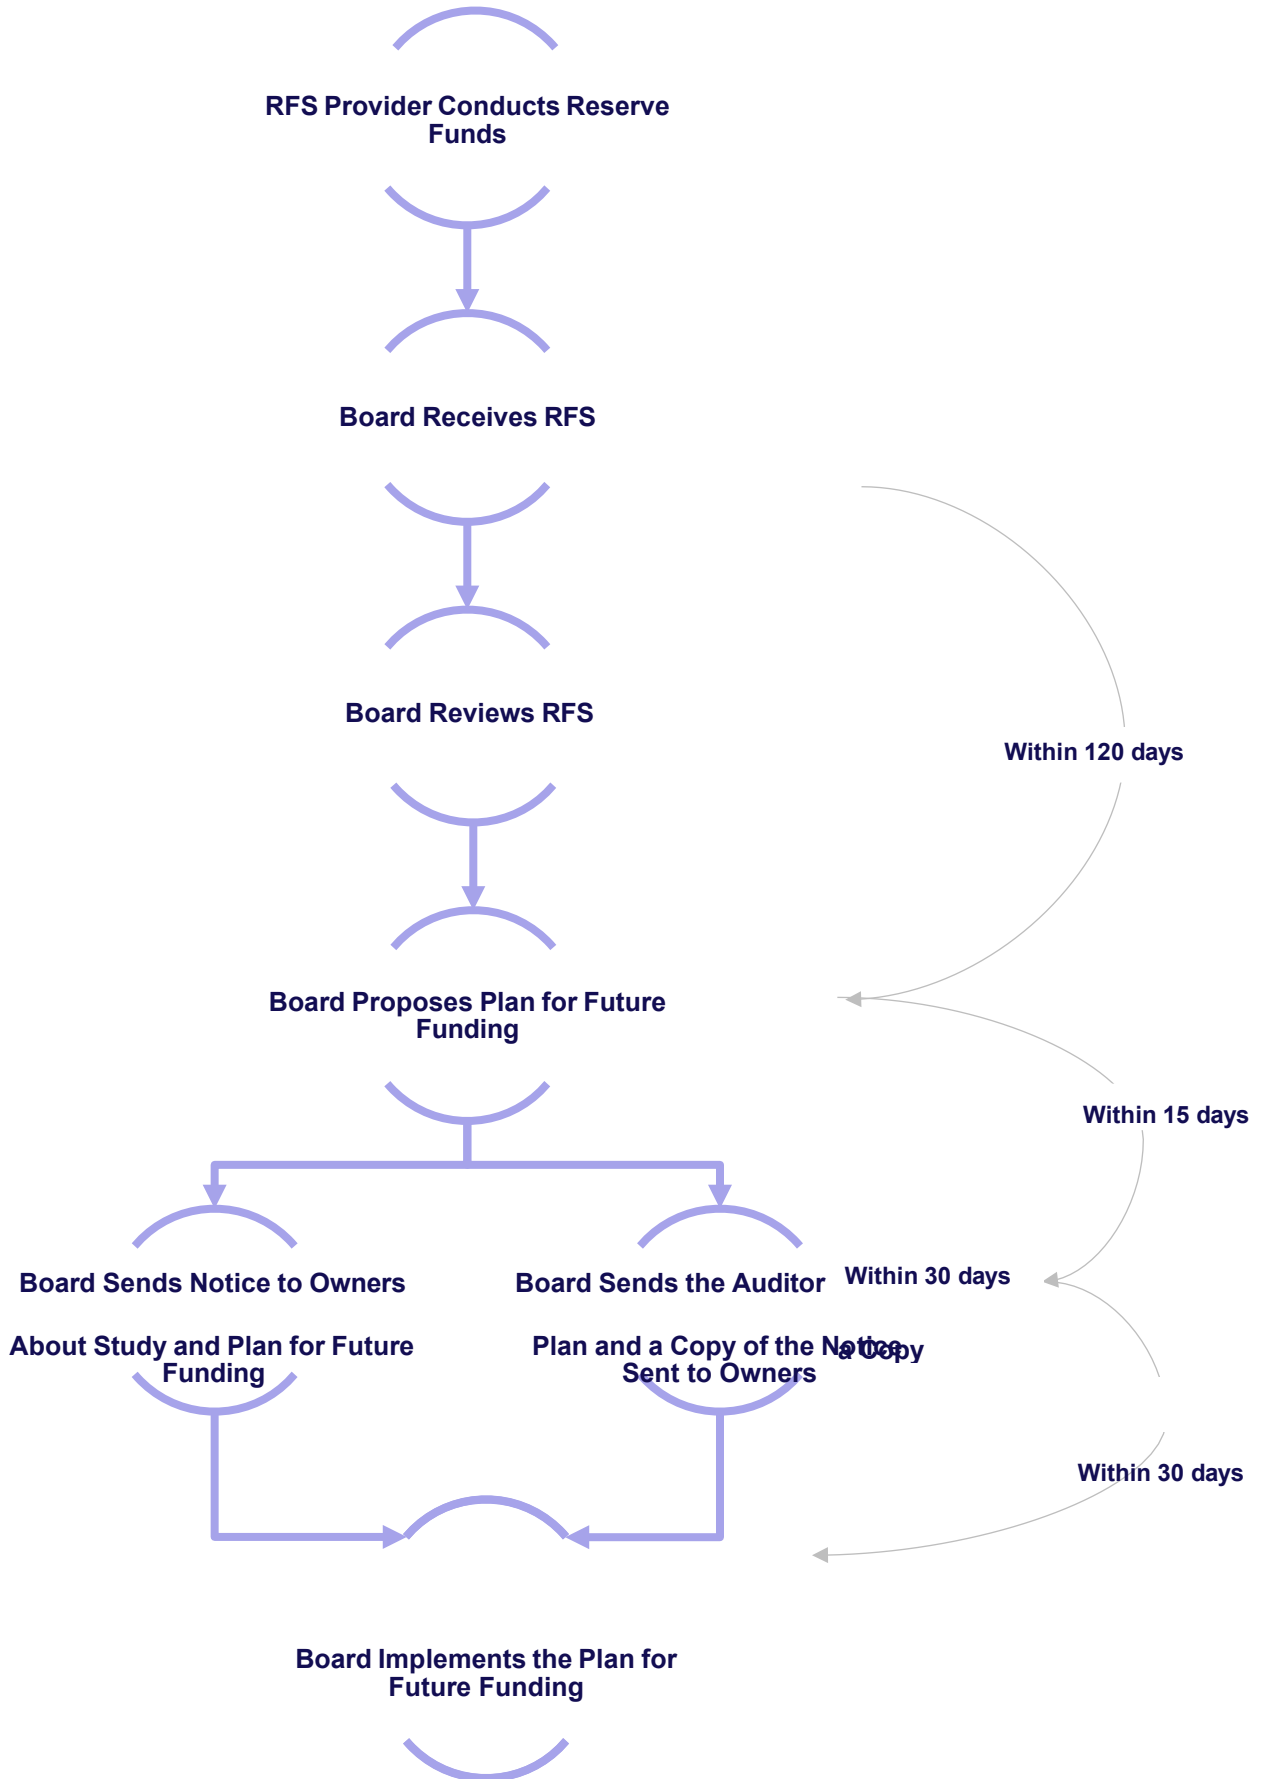 RFS Provider Conducts Reserve
Funds
Board Receives RFS
Board Reviews RFS
Within 120 days
Board Proposes Plan for Future
Funding
Within 15 days
Board Sends Notice to Owners
About Study and Plan for Future
Funding
Board Sends the Auditor
a Copy
Plan and a Copy of the Notice
Sent to Owners
Within 30 days
Within 30 days
Board Implements the Plan for
Future Funding